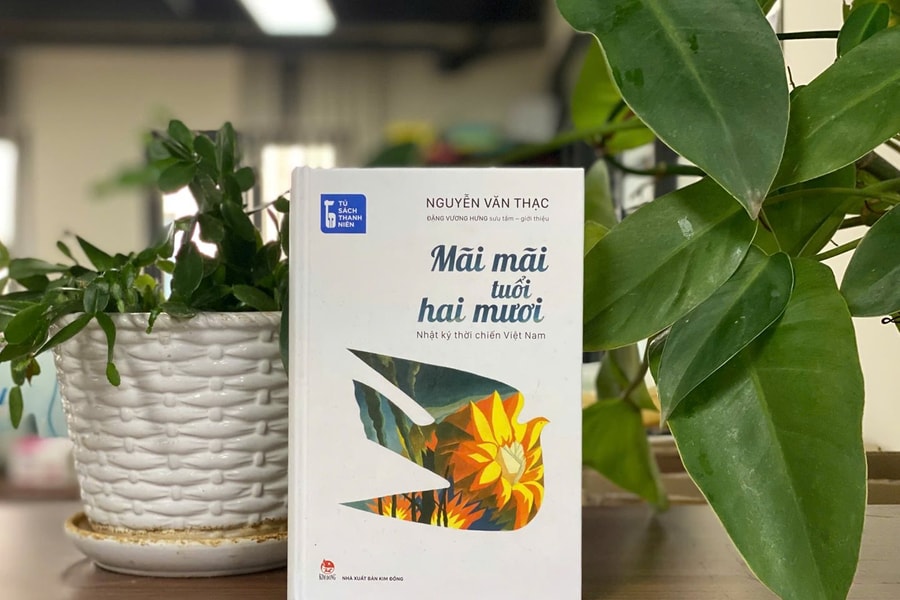 TỦ
SÁCH
THANH
NIÊN
NGUYỄN VĂN THẠC
ĐẶNG VƯƠNG HƯNG sưu tầm – giới thiệu
Mãi mãi
tuổi
hai mươi
Nhật ký thời chiến Việt Nam
NHÀ XUẤT BẢN KIM ĐỒNG